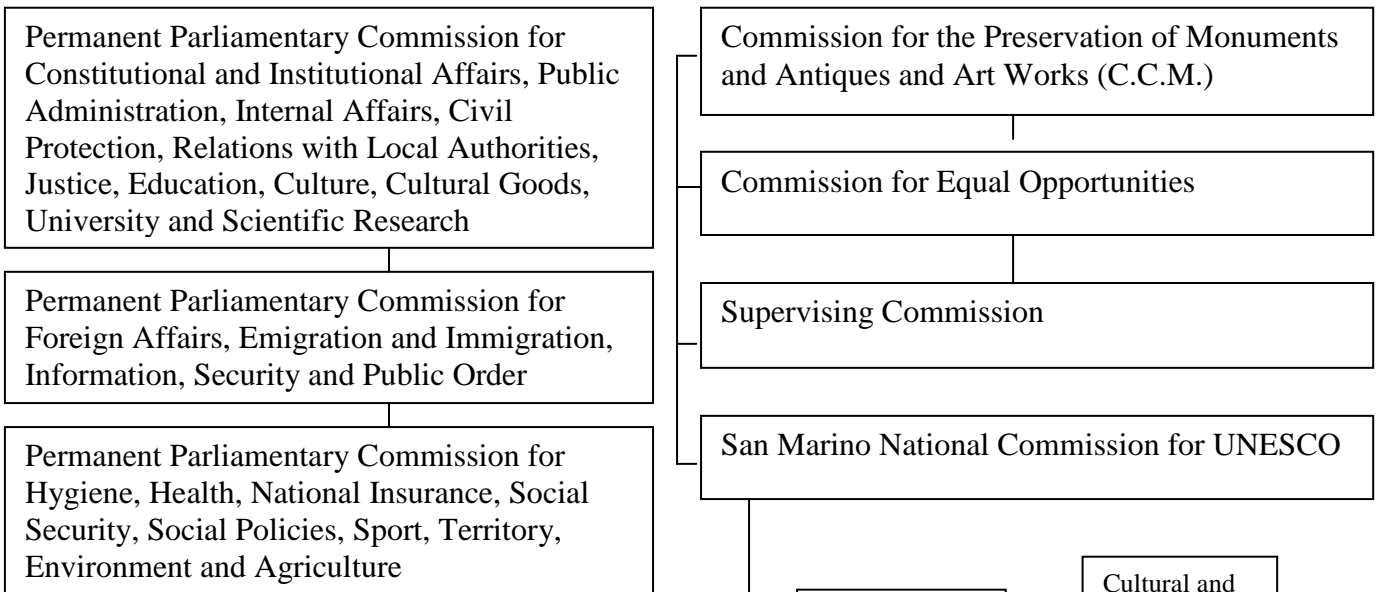 Permanent Parliamentary Commission for
Constitutional and Institutional Affairs, Public
Administration, Internal Affairs, Civil
Protection, Relations with Local Authorities,
Justice, Education, Culture, Cultural Goods,
University and Scientific Research
Permanent Parliamentary Commission for
Foreign Affairs, Emigration and Immigration,
Information, Security and Public Order
Permanent Parliamentary Commission for
Hygiene, Health, National Insurance, Social
Security, Social Policies, Sport, Territory,
Environment and Agriculture
Commission for the Preservation of Monuments
and Antiques and Art Works (C.C.M.)
Commission for Equal Opportunities
Supervising Commission
San Marino National Commission for UNESCO
Cultural and